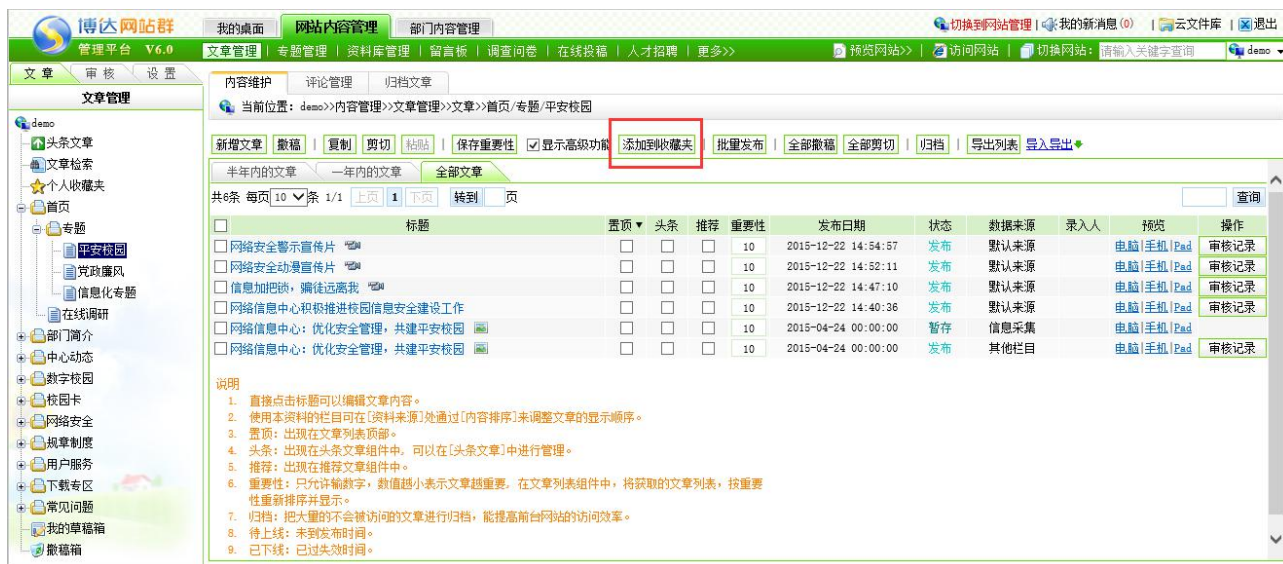 博达网站群 我的桌面 网站内容管理 部门内容管理 切换到网站管理 | 我的新消息(0) | 云文件库 | 退出
管理平台 V6.0 文章管理 | 专题管理 | 资料库管理 | 留言板 | 调查问卷 | 在线投稿 | 人才招聘 | 更多>> 预览网站>> | 访问网站 | 切换网站: 请输入关键字查询 demo
文章 审核 设置 内容维护 评论管理 归档文章
文章管理
当前位置: demo>>内容管理>>文章管理>>文章>>首页/专题/平安校园
demo
头条文章
文章检索
个人收藏夹
首页
专题
平安校园
党政廉风
信息化专题
在线调研
部门简介
中心动态
数字校园
校园卡
网络安全
规章制度
用户服务
下载专区
常见问题
我的草稿箱
撤稿箱
新增文章 撤稿 | 复制 剪切 粘贴 | 保存重要性 显示高级功能 添加到收藏夹 | 批量发布 | 全部撤稿 全部剪切 | 归档 | 导出列表 导入导出
半年内的文章 一年内的文章 全部文章
共6条 每页 10 条 1/1 上页 1 下页 转到 页 查询
标题 置顶▼ 头条 推荐 重要性 发布日期 状态 数据来源 录入人 预览 操作
网络安全警示宣传片 10 2015-12-22 14:54:57 发布 默认来源 电脑|手机|Pad 审核记录
网络安全动漫宣传片 10 2015-12-22 14:52:11 发布 默认来源 电脑|手机|Pad 审核记录
信息加把锁，骗徒远离我 10 2015-12-22 14:47:10 发布 默认来源 电脑|手机|Pad 审核记录
网络信息中心积极推进校园信息安全建设工作 10 2015-12-22 14:40:36 发布 默认来源 电脑|手机|Pad 审核记录
网络信息中心：优化安全管理，共建平安校园 10 2015-04-24 00:00:00 暂存 信息采集 电脑|手机|Pad
网络信息中心：优化安全管理，共建平安校园 10 2015-04-24 00:00:00 发布 其他栏目 电脑|手机|Pad 审核记录
说明
1. 直接点击标题可以编辑文章内容。
2. 使用本资料的栏目可在[资料来源]处通过[内容排序]来调整文章的显示顺序。
3. 置顶：出现在文章列表顶部。
4. 头条：出现在头条文章组件中，可以在[头条文章]中进行管理。
5. 推荐：出现在推荐文章组件中。
6. 重要性：只允许输数字，数值越小表示文章越重要，在文章列表组件中，将获取的文章列表，按重要
性重新排序并显示。
7. 归档：把大量的不会被访问的文章进行归档，能提高前台网站的访问效率。
8. 待上线：未到发布时间。
9. 已下线：已过失效时间。